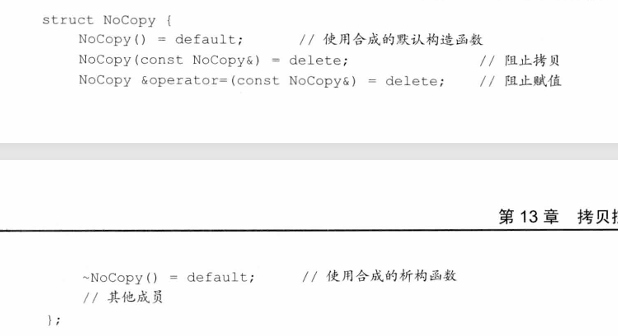 struct NoCopy {
NoCopy() = default; // 使用合成的默认构造函数
NoCopy(const NoCopy&) = delete; // 阻止拷贝
NoCopy &operator=(const NoCopy&) = delete; // 阻止赋值
第 13 章 拷贝
~NoCopy() = default; // 使用合成的析构函数
// 其他成员
};